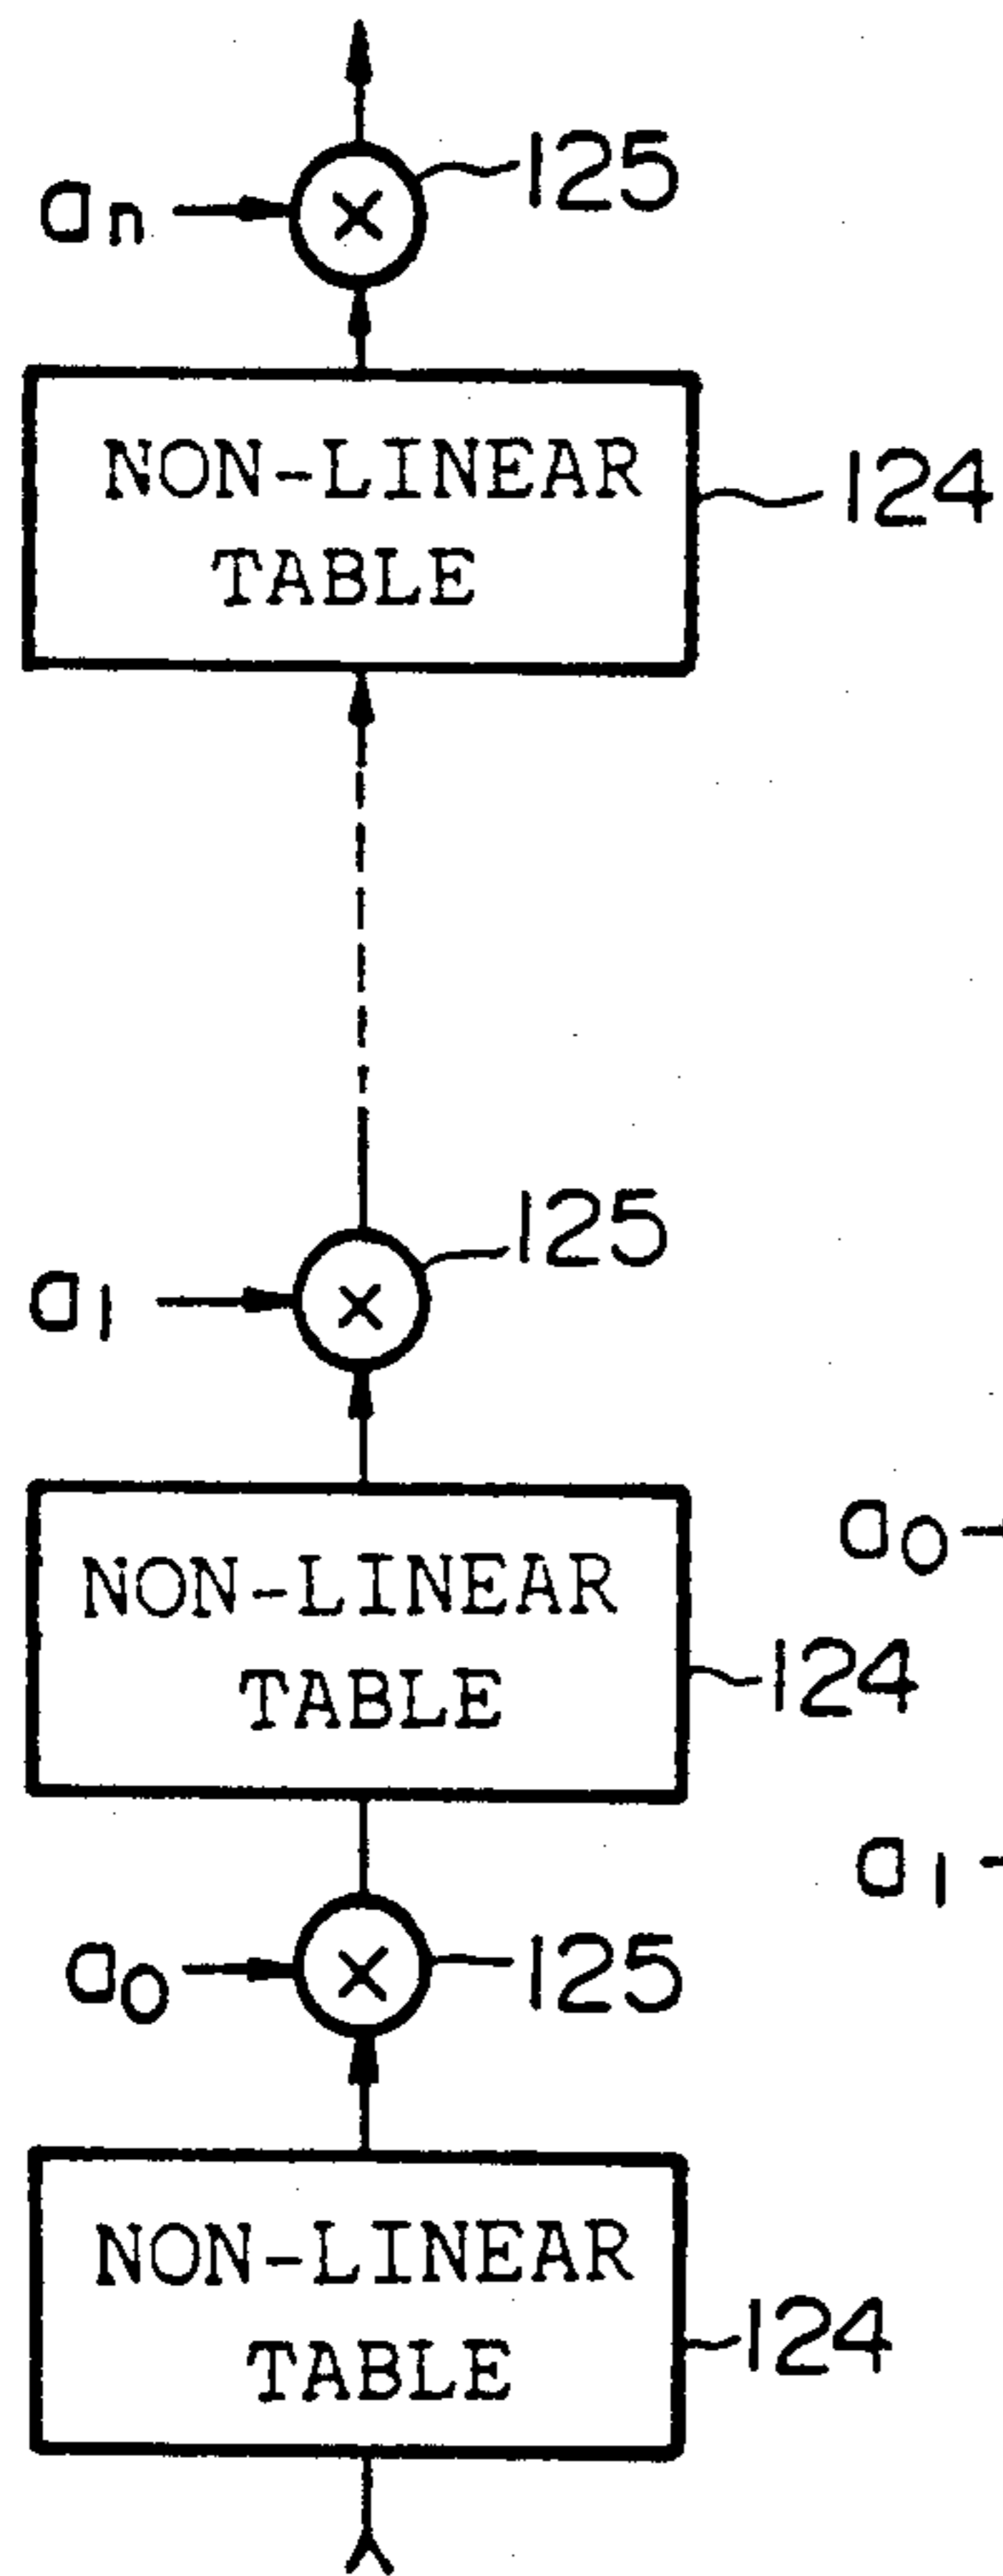 125
aₙ
×
NON-LINEAR
TABLE
124
125
a₁
×
NON-LINEAR
TABLE
a₀
124
a₁
a₀
×
125
NON-LINEAR
TABLE
124